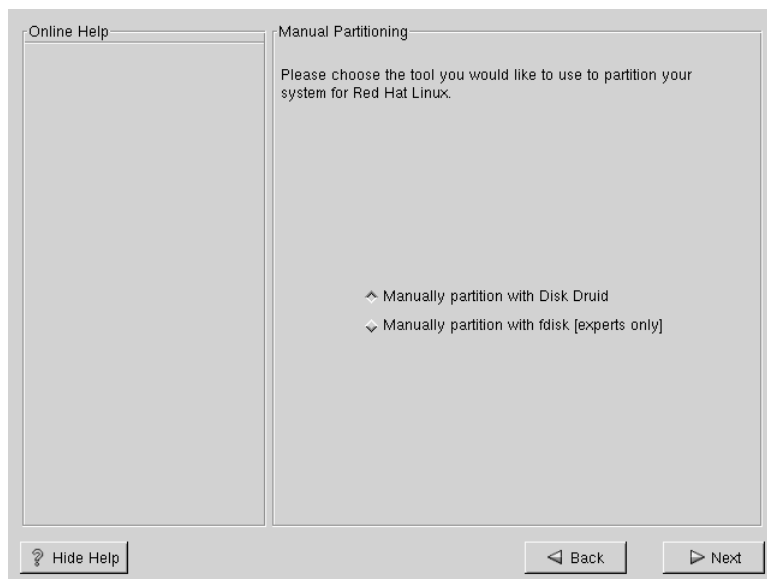 Online Help
Manual Partitioning
Please choose the tool you would like to use to partition your
system for Red Hat Linux.
Manually partition with Disk Druid
Manually partition with fdisk [experts only]
? Hide Help
Back
Next